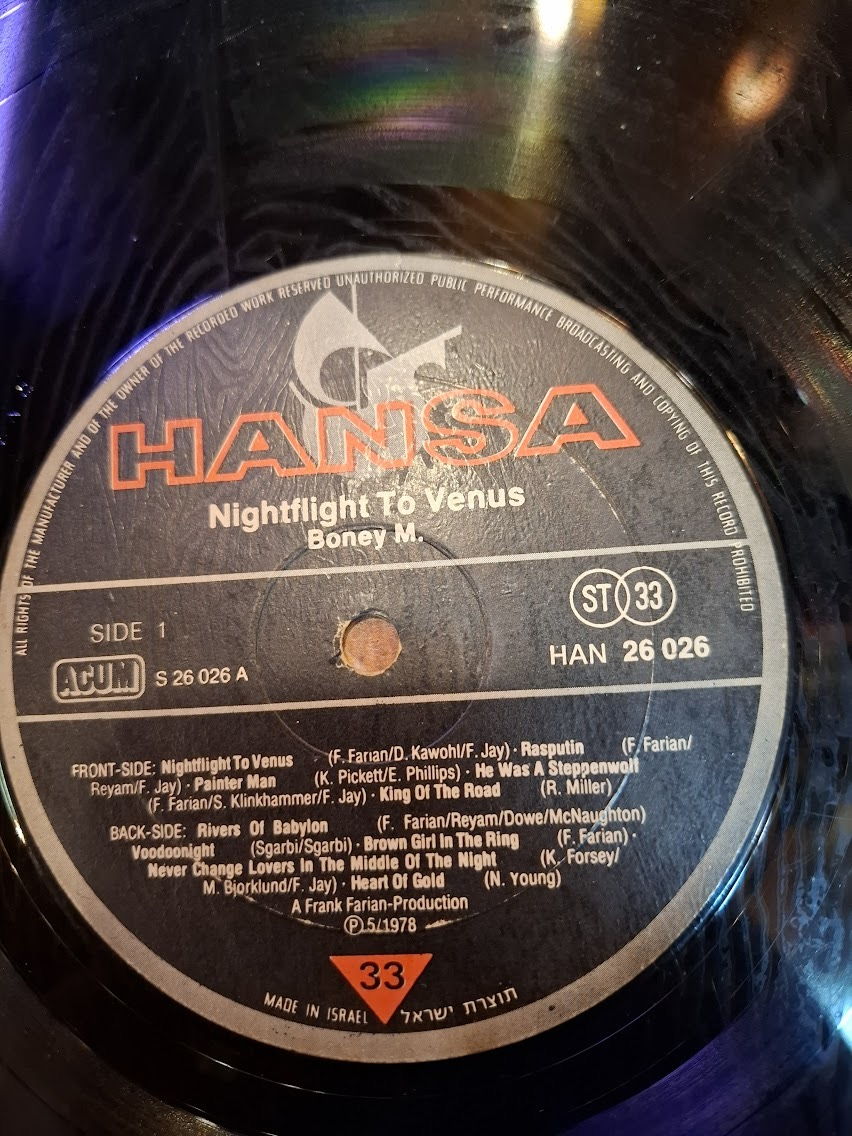 ALL RIGHTS OF THE MANUFACTURER AND OF THE OWNER OF THE RECORDED WORK RESERVED UNAUTHORIZED PUBLIC PERFORMANCE BROADCASTING AND COPYING OF THIS RECORD PROHIBITED
HANSA
Nightflight To Venus
Boney M.
SIDE 1
ST 33
HAN 26 026
ACUM S 26 026 A
FRONT-SIDE: Nightflight To Venus (F. Farian/D. Kawohl/F. Jay) · Rasputin (F. Farian/
Reyam/F. Jay) · Painter Man (K. Pickett/E. Phillips) · He Was A Steppenwolf
(F. Farian/S. Klinkhammer/F. Jay) · King Of The Road (R. Miller)
BACK-SIDE: Rivers Of Babylon (F. Farian/Reyam/Dowe/McNaughton)
Voodoonight (Sgarbi/Sgarbi) · Brown Girl In The Ring (F. Farian) ·
Never Change Lovers In The Middle Of The Night (K. Forsey/
M. Bjorklund/F. Jay) · Heart Of Gold (N. Young)
A Frank Farian-Production
Ⓟ 5/1978
33
MADE IN ISRAEL תוצרת ישראל